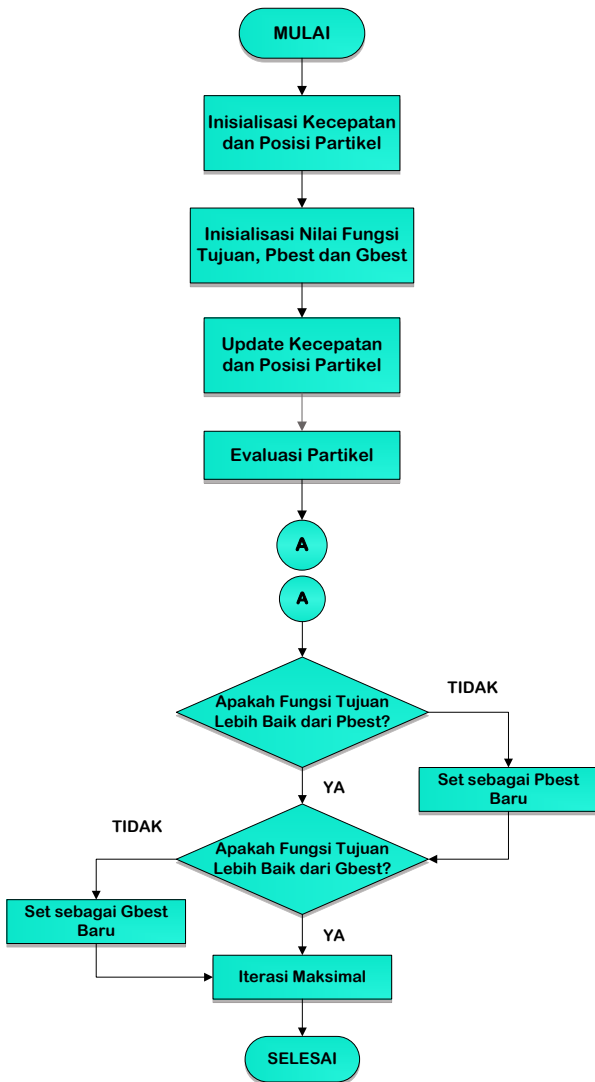 MULAI
Inisialisasi Kecepatan
dan Posisi Partikel
Inisialisasi Nilai Fungsi
Tujuan, Pbest dan Gbest
Update Kecepatan
dan Posisi Partikel
Evaluasi Partikel
A
A
Apakah Fungsi Tujuan
Lebih Baik dari Pbest?
TIDAK
Set sebagai Pbest
Baru
YA
TIDAK
Apakah Fungsi Tujuan
Lebih Baik dari Gbest?
Set sebagai Gbest
Baru
YA
Iterasi Maksimal
SELESAI